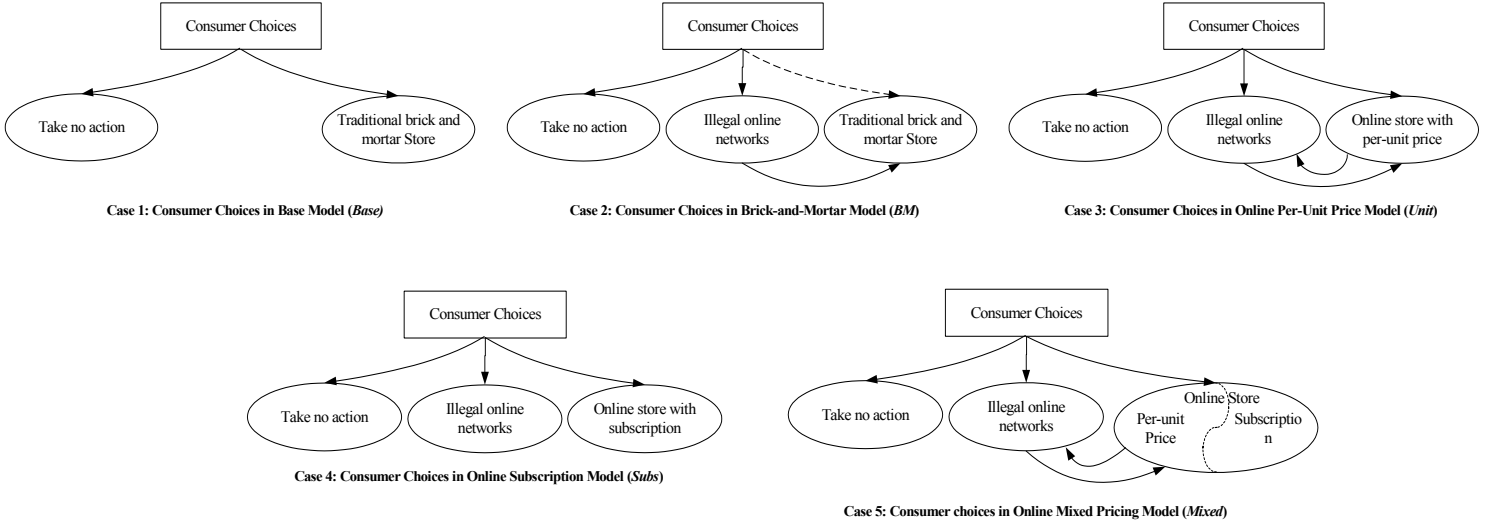 Consumer Choices
Take no action
Traditional brick and
mortar Store
Case 1: Consumer Choices in Base Model (Base)
Consumer Choices
Take no action
Illegal online
networks
Traditional brick and
mortar Store
Case 2: Consumer Choices in Brick-and-Mortar Model (BM)
Consumer Choices
Take no action
Illegal online
networks
Online store with
per-unit price
Case 3: Consumer Choices in Online Per-Unit Price Model (Unit)
Consumer Choices
Take no action
Illegal online
networks
Online store with
subscription
Case 4: Consumer Choices in Online Subscription Model (Subs)
Consumer Choices
Take no action
Illegal online
networks
Online Store
Per-unit
Price
Subscriptio
n
Case 5: Consumer choices in Online Mixed Pricing Model (Mixed)